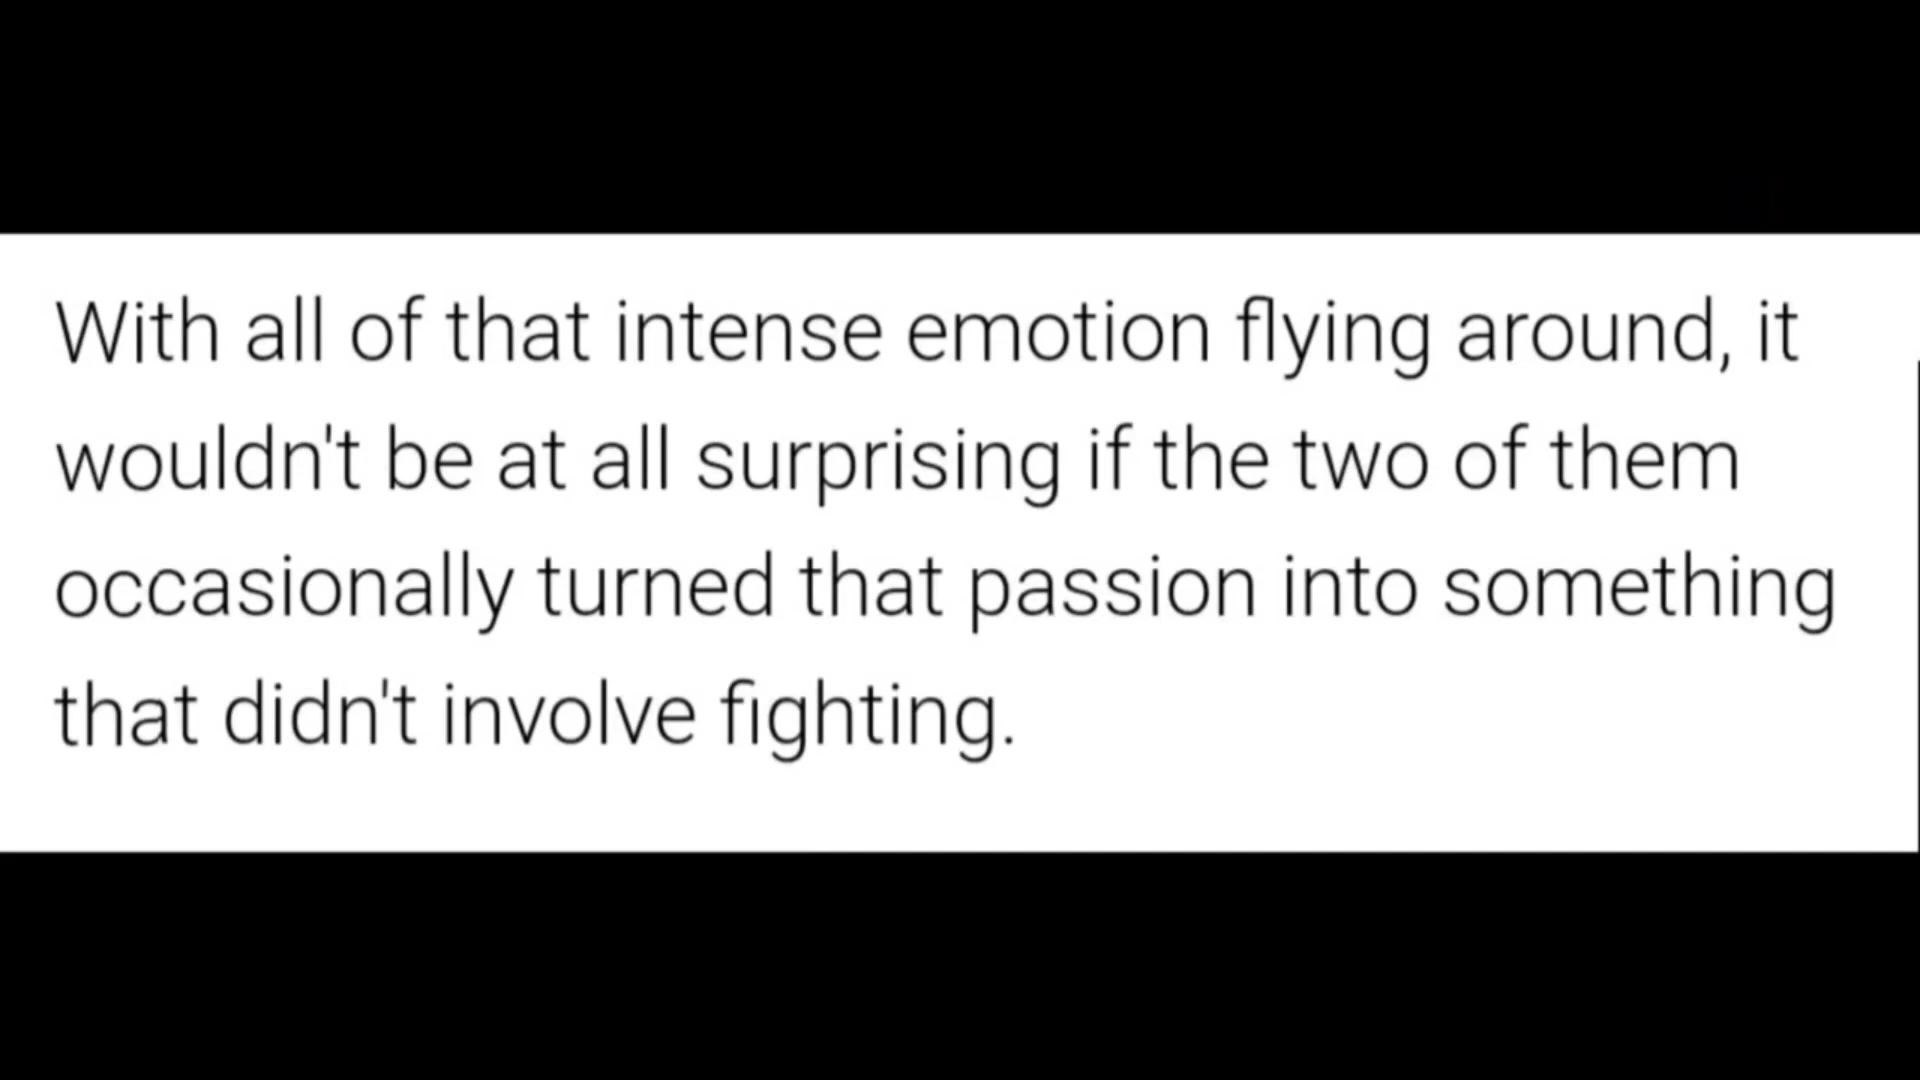 With all of that intense emotion flying around, it
wouldn't be at all surprising if the two of them
occasionally turned that passion into something
that didn't involve fighting.